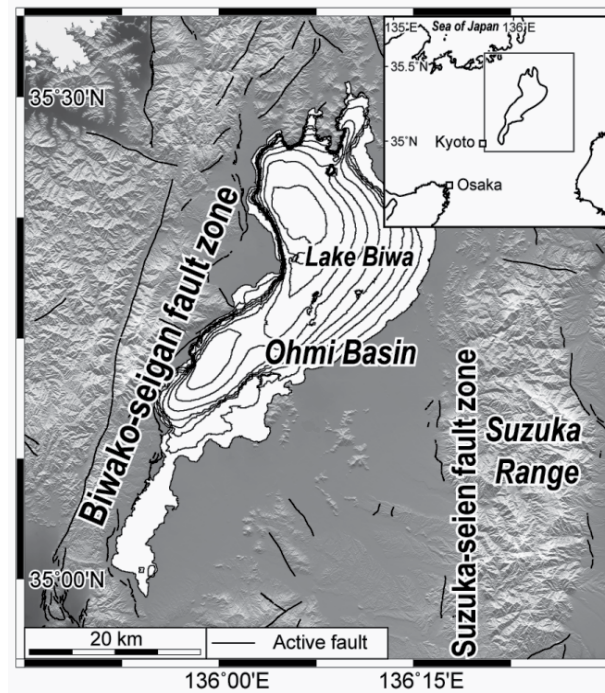 135°E
Sea of Japan
136°E
35.5°N
35°N
Kyoto
Osaka
35°30'N
Lake Biwa
Ohmi Basin
Biwako-seigan fault zone
Suzuka-seien fault zone
Suzuka
Range
35°00'N
20 km
Active fault
136°00'E
136°15'E